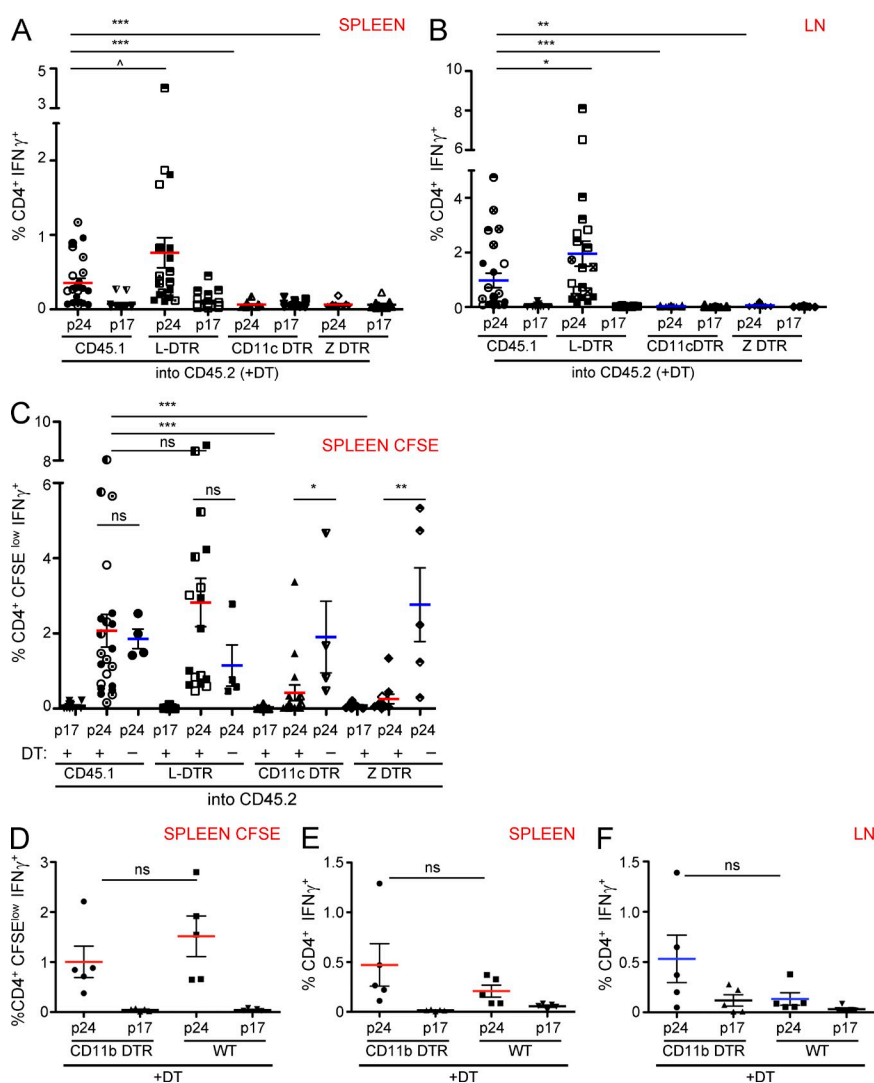 A
SPLEEN
***
***
^
% CD4⁺ IFNγ⁺
5
3
2
1
0
p24 p17 p24 p17 p24 p17 p24 p17
CD45.1 L-DTR CD11c DTR Z DTR
into CD45.2 (+DT)
B
LN
**
***
*
% CD4⁺ IFNγ⁺
10
8
6
4
2
0
p24 p17 p24 p17 p24 p17 p24 p17
CD45.1 L-DTR CD11cDTR Z DTR
into CD45.2 (+DT)
C
SPLEEN CFSE
***
***
ns
ns ns * **
% CD4⁺ CFSE ˡᵒʷ IFNγ⁺
10
8
6
4
2
0
p17 p24 p24 p17 p24 p24 p17 p24 p24 p17 p24 p24
DT: + + – + + – + + – + + –
CD45.1 L-DTR CD11c DTR Z DTR
into CD45.2
D
SPLEEN CFSE
ns
%CD4⁺ CFSEˡᵒʷ IFNγ⁺
3
2
1
0
p24 p17 p24 p17
CD11b DTR WT
+DT
E
SPLEEN
ns
% CD4⁺ IFNγ⁺
1.5
1.0
0.5
0
p24 p17 p24 p17
CD11b DTR WT
+DT
F
LN
ns
% CD4⁺ IFNγ⁺
1.5
1.0
0.5
0
p24 p17 p24 p17
CD11b DTR WT
+DT